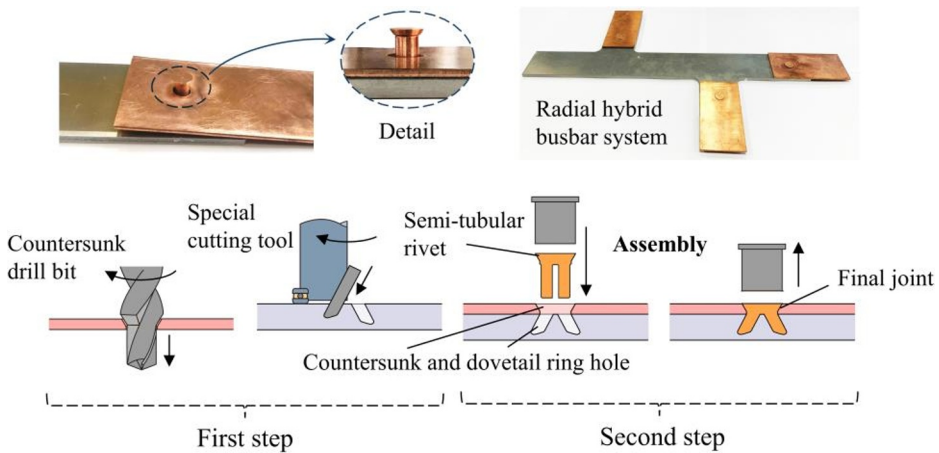 Detail
Radial hybrid
busbar system
Countersunk
drill bit
Special
cutting tool
Semi-tubular
rivet
Assembly
Final joint
Countersunk and dovetail ring hole
First step
Second step